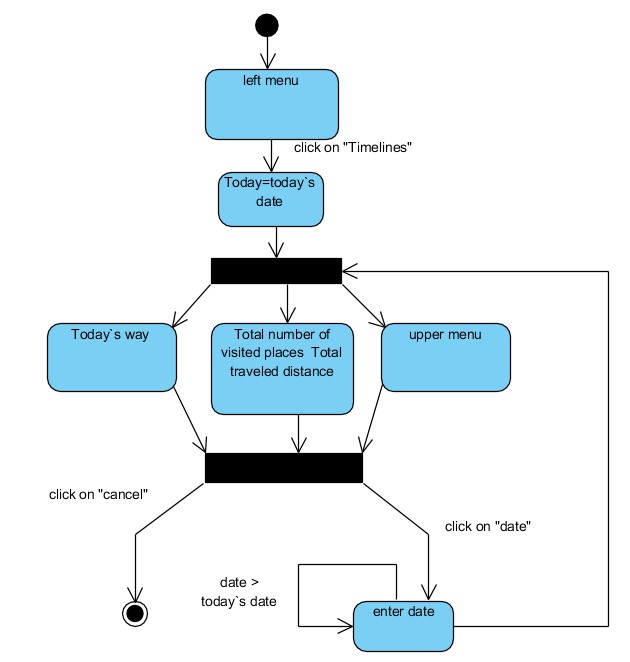 left menu
click on "Timelines"
Today=today`s
date
Today`s way
Total number of
visited places  Total
traveled distance
upper menu
click on "cancel"
click on "date"
date >
today`s date
enter date